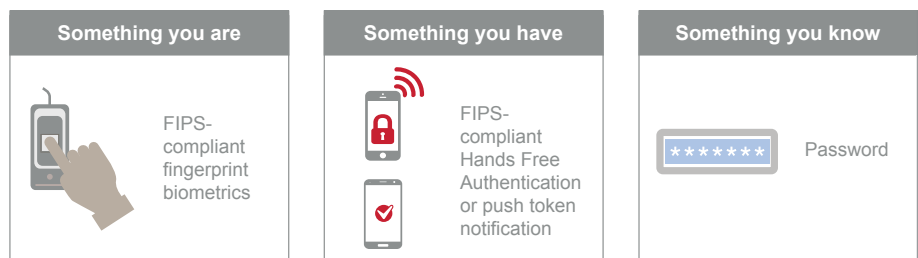 Something you are
FIPS-
compliant
fingerprint
biometrics
Something you have
FIPS-
compliant
Hands Free
Authentication
or push token
notification
Something you know
*******
Password